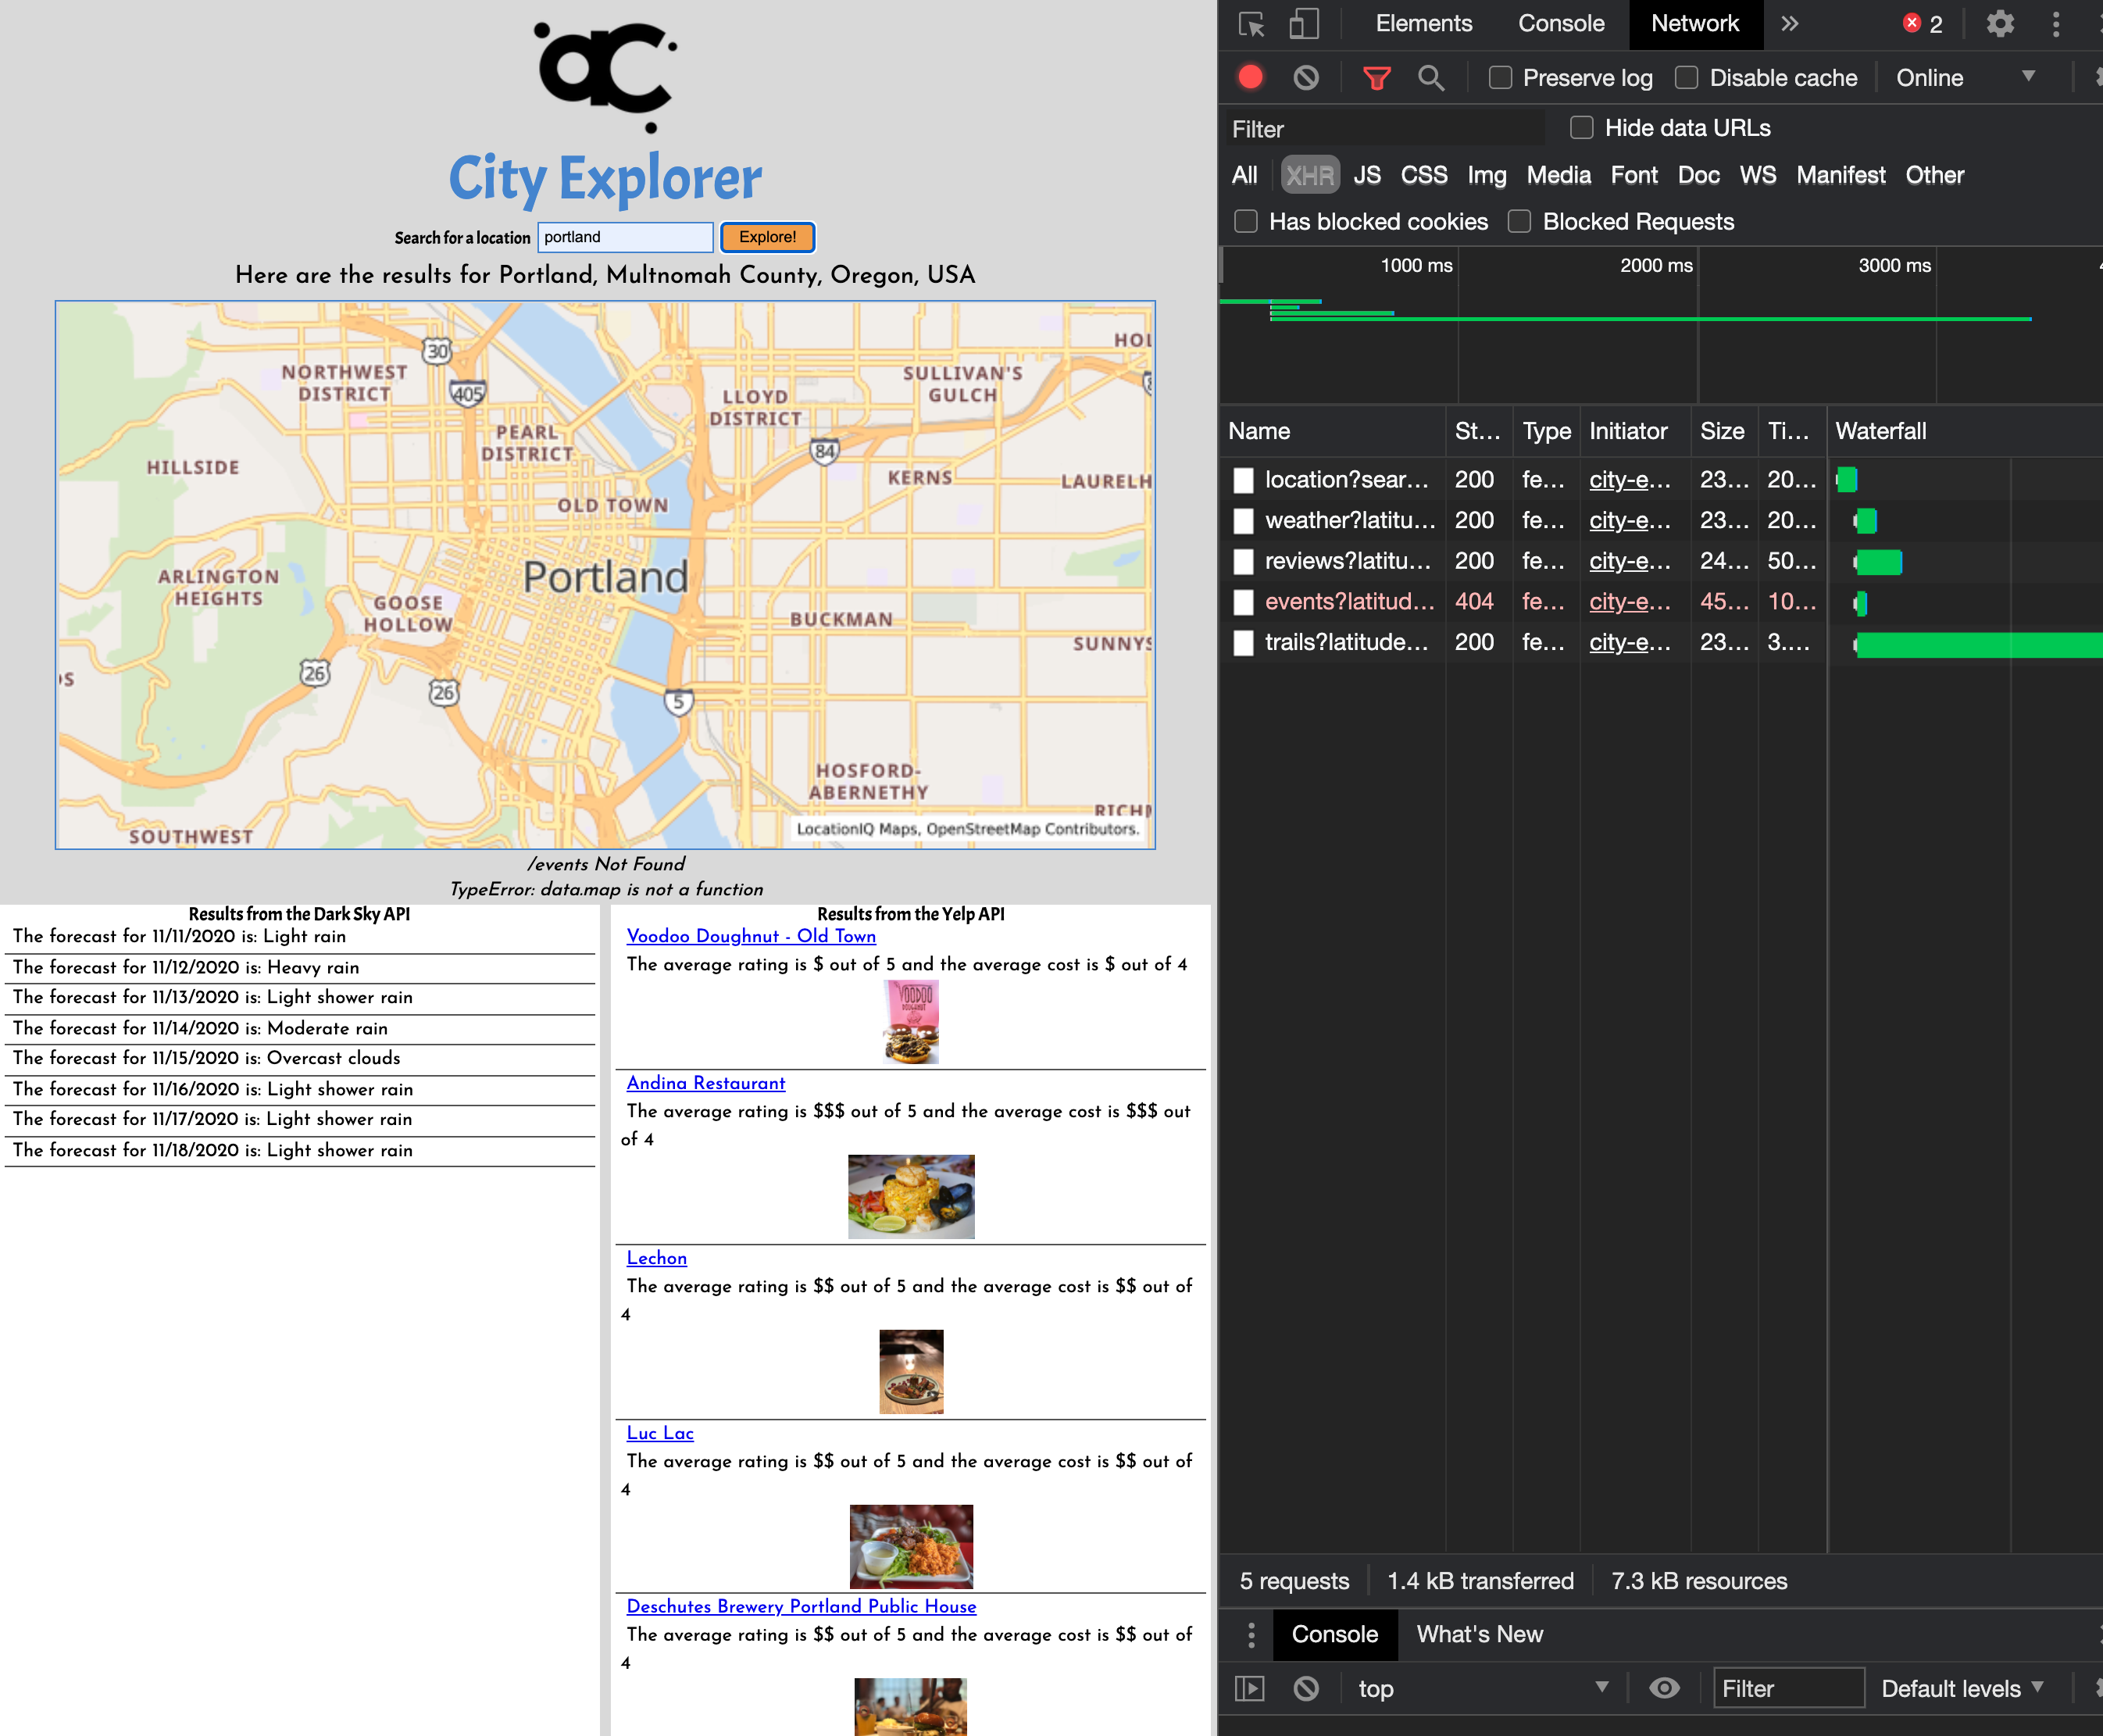 ac
City Explorer
Search for a location portland Explore!
Here are the results for Portland, Multnomah County, Oregon, USA
30
HOL
NORTHWEST
DISTRICT
405
SULLIVAN'S
GULCH
LLOYD
DISTRICT
PEARL
DISTRICT
84
HILLSIDE
KERNS
LAURELH
OLD TOWN
Portland
ARLINGTON
HEIGHTS
GOOSE
HOLLOW
BUCKMAN
SUNNYS
26
26
5
HOSFORD-
ABERNETHY
SOUTHWEST
LocationIQ Maps, OpenStreetMap Contributors.
/events Not Found
TypeError: data.map is not a function
Results from the Dark Sky API
The forecast for 11/11/2020 is: Light rain
The forecast for 11/12/2020 is: Heavy rain
The forecast for 11/13/2020 is: Light shower rain
The forecast for 11/14/2020 is: Moderate rain
The forecast for 11/15/2020 is: Overcast clouds
The forecast for 11/16/2020 is: Light shower rain
The forecast for 11/17/2020 is: Light shower rain
The forecast for 11/18/2020 is: Light shower rain
Results from the Yelp API
Voodoo Doughnut - Old Town
The average rating is $ out of 5 and the average cost is $ out of 4
VOODOO
DOUGHNUT
Andina Restaurant
The average rating is $$$ out of 5 and the average cost is $$$ out
of 4
Lechon
The average rating is $$ out of 5 and the average cost is $$ out of
4
Luc Lac
The average rating is $$ out of 5 and the average cost is $$ out of
4
Deschutes Brewery Portland Public House
The average rating is $$ out of 5 and the average cost is $$ out of
4
Elements Console Network 2
Preserve log Disable cache Online
Filter Hide data URLs
All XHR JS CSS Img Media Font Doc WS Manifest Other
Has blocked cookies Blocked Requests
1000 ms 2000 ms 3000 ms
Name St... Type Initiator Size Ti... Waterfall
location?sear... 200 fe... city-e... 23... 20...
weather?latitu... 200 fe... city-e... 23... 20...
reviews?latitu... 200 fe... city-e... 24... 50...
events?latitud... 404 fe... city-e... 45... 10...
trails?latitude... 200 fe... city-e... 23... 3....
5 requests 1.4 kB transferred 7.3 kB resources
Console What's New
top Filter Default levels